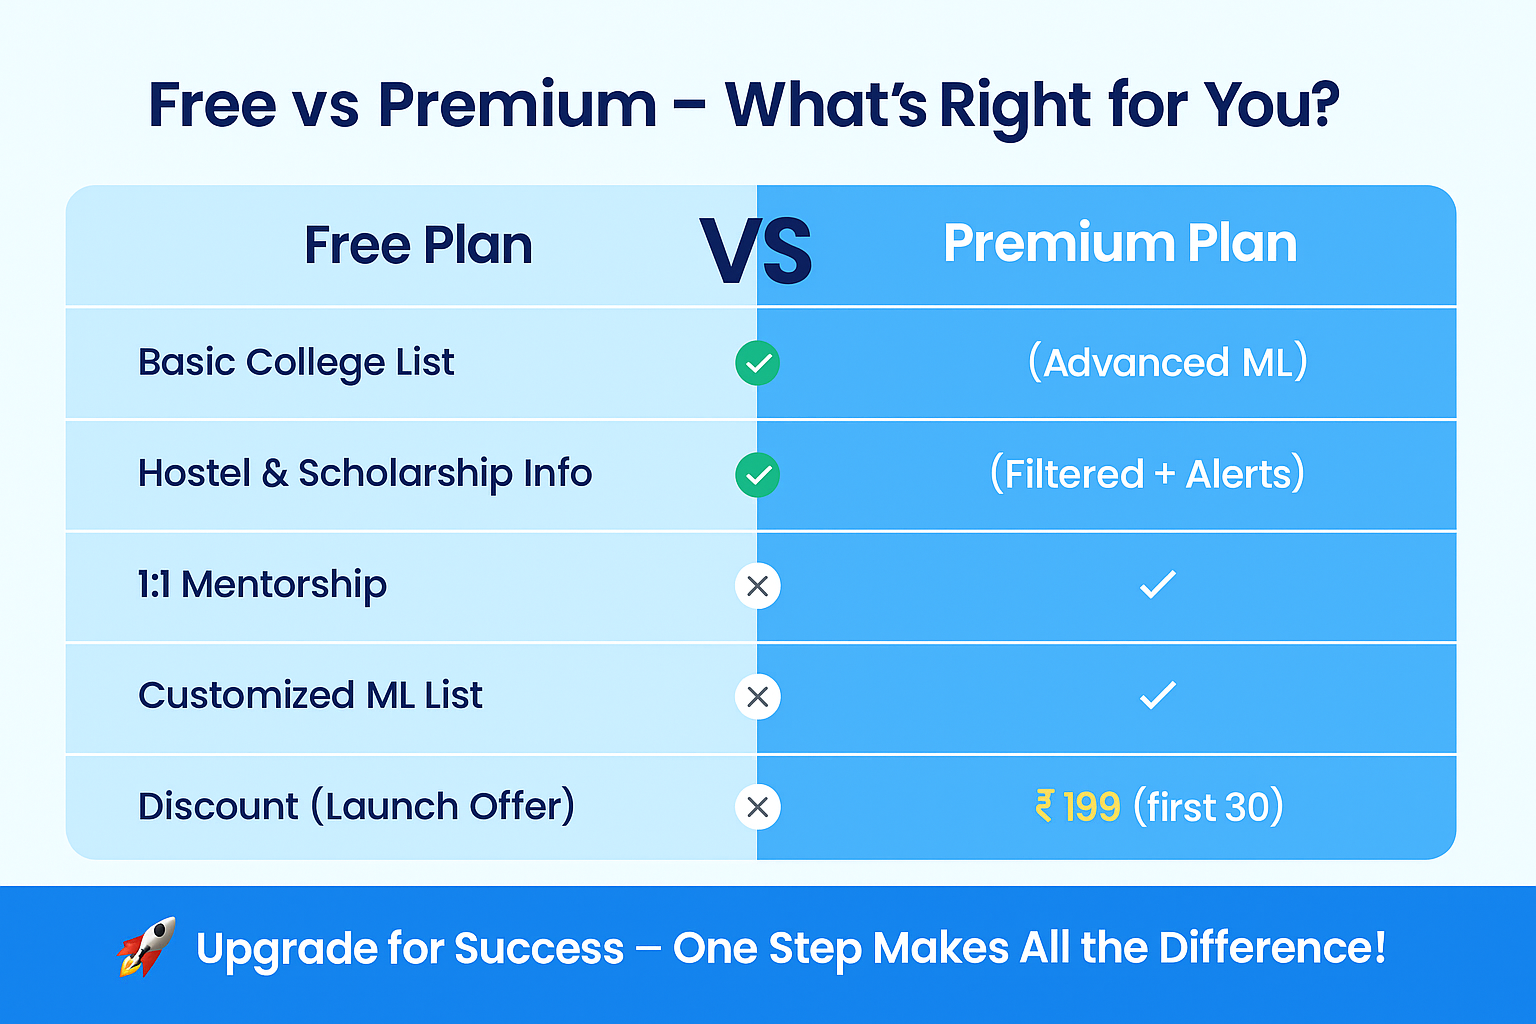 Free vs Premium – What's Right for You?
Free Plan VS Premium Plan
Basic College List (Advanced ML)
Hostel & Scholarship Info (Filtered + Alerts)
1:1 Mentorship
Customized ML List
Discount (Launch Offer) ₹ 199 (first 30)
Upgrade for Success – One Step Makes All the Difference!